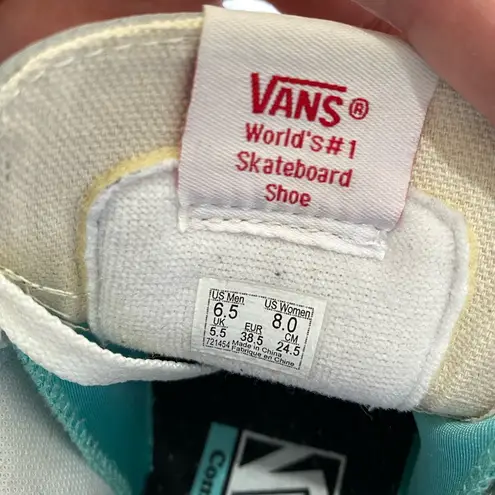 VANS®
World's#1
Skateboard
Shoe
US Men US Women
6.5 8.0
UK EUR CM
5.5 38.5 24.5
721454 Made in China
Fabriqué en Chine
Com